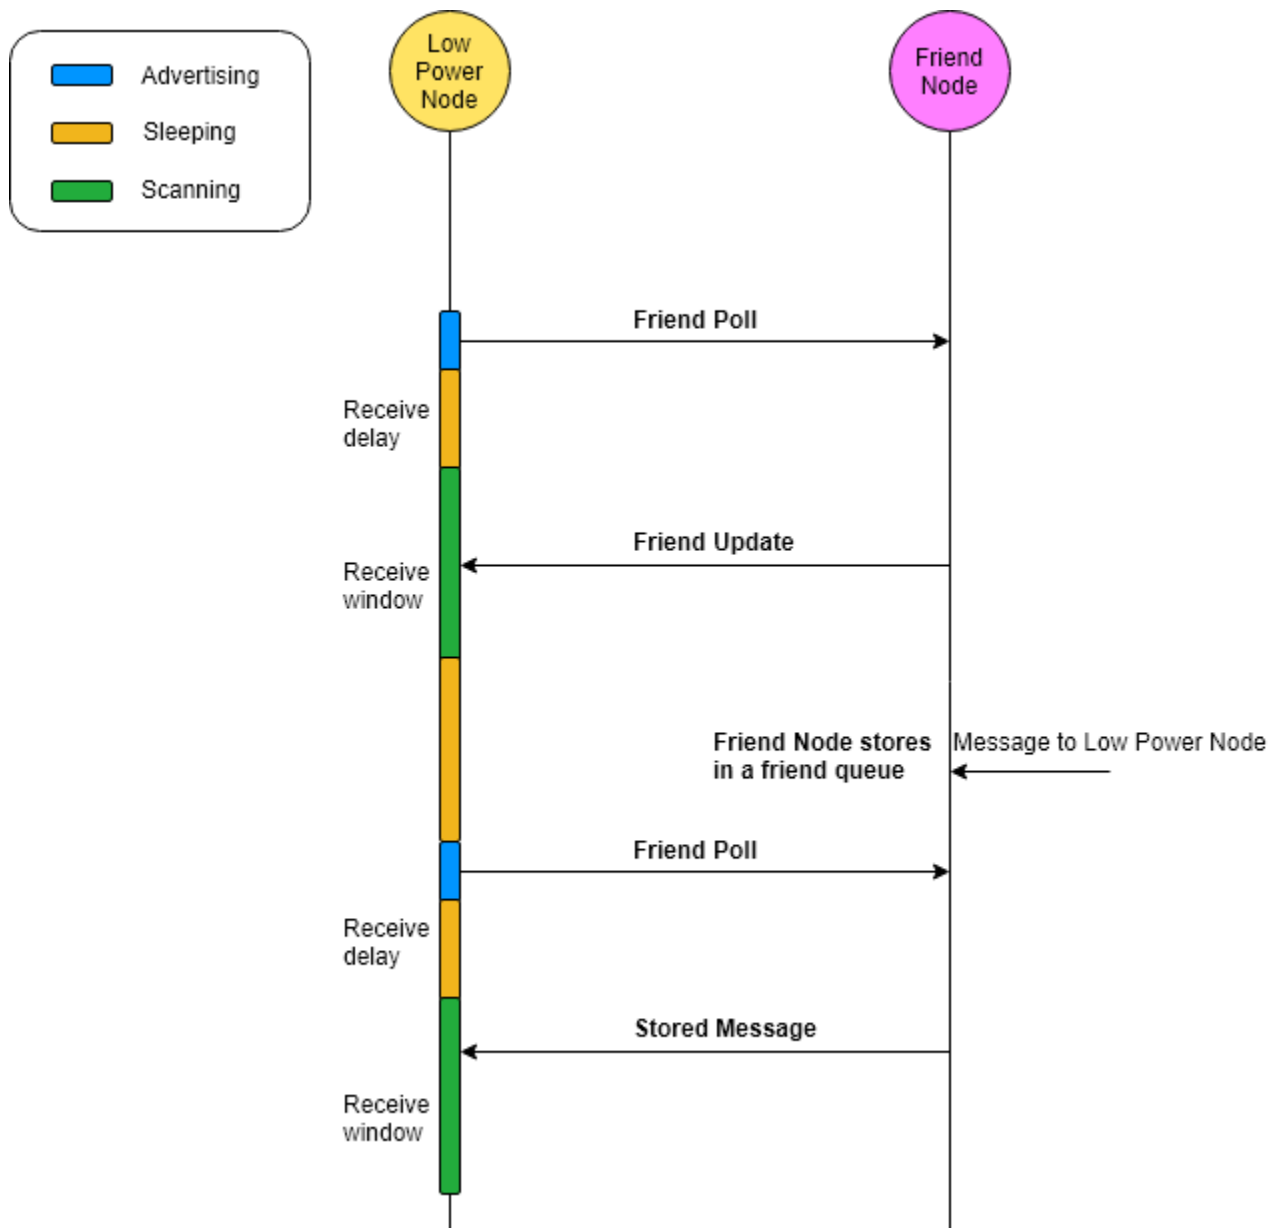 Low
Power
Node
Friend
Node
Advertising
Sleeping
Scanning
Friend Poll
Receive
delay
Friend Update
Receive
window
Friend Node stores
in a friend queue
Message to Low Power Node
Friend Poll
Receive
delay
Stored Message
Receive
window